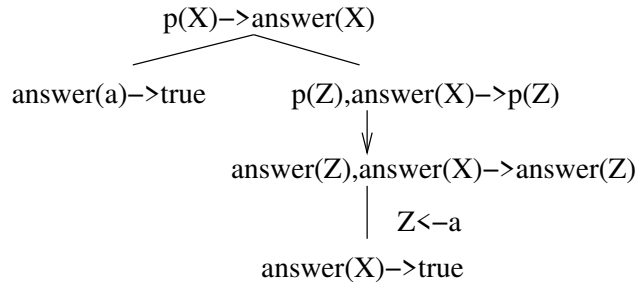 p(X)->answer(X)
answer(a)->true
p(Z),answer(X)->p(Z)
answer(Z),answer(X)->answer(Z)
Z<-a
answer(X)->true